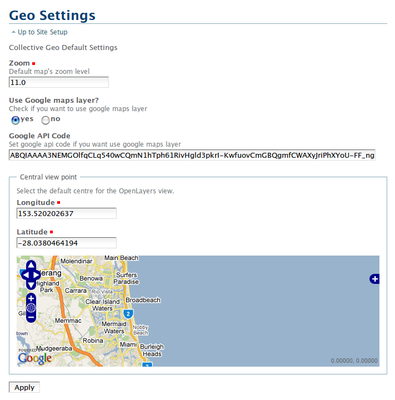 Geo Settings
Up to Site Setup
Collective Geo Default Settings
Zoom
Default map's zoom level
11.0
Use Google maps layer?
Check if you want to use google maps layer
yes no
Google API Code
Set google api code if you want use google maps layer
Central view point
Select the default centre for the OpenLayers view.
Longitude
153.520202637
Latitude
-28.0380464194
Molendinar
Main Beach
Surfers
Paradise
Benowa
Highland
Park
Carrara
Clear Island
Waters
Broadbeach
2
Merrimac
Mermaid
Waters
Nobby
Beach
Robina
Miami
Burleigh
Heads
Mudgeeraba
Google
0.00000, 0.00000
Apply